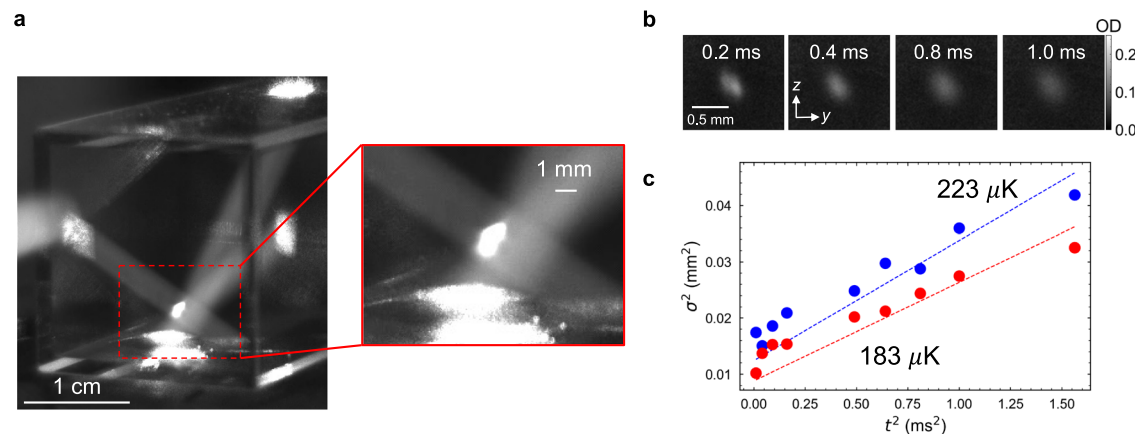 a
1 cm
1 mm
b
OD
0.2 ms
0.4 ms
0.8 ms
1.0 ms
0.5 mm
z
y
0.2
0.1
0.0
c
223 μK
183 μK
0.04
0.03
0.02
0.01
σ² (mm²)
0.00 0.25 0.50 0.75 1.00 1.25 1.50
t² (ms²)